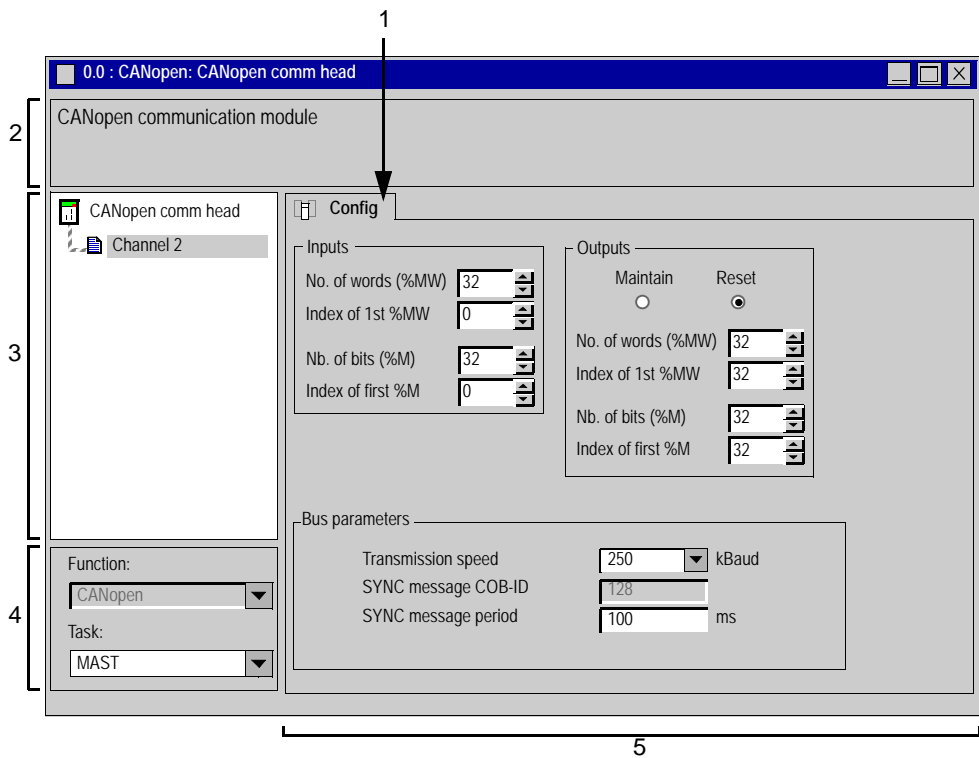 1
0.0 : CANopen: CANopen comm head
2
CANopen communication module
3
CANopen comm head
Channel 2
Config
Inputs
No. of words (%MW) 32
Index of 1st %MW 0
Nb. of bits (%M) 32
Index of first %M 0
Outputs
Maintain Reset
No. of words (%MW) 32
Index of 1st %MW 32
Nb. of bits (%M) 32
Index of first %M 32
Bus parameters
Transmission speed 250 kBaud
SYNC message COB-ID 128
SYNC message period 100 ms
4
Function:
CANopen
Task:
MAST
5